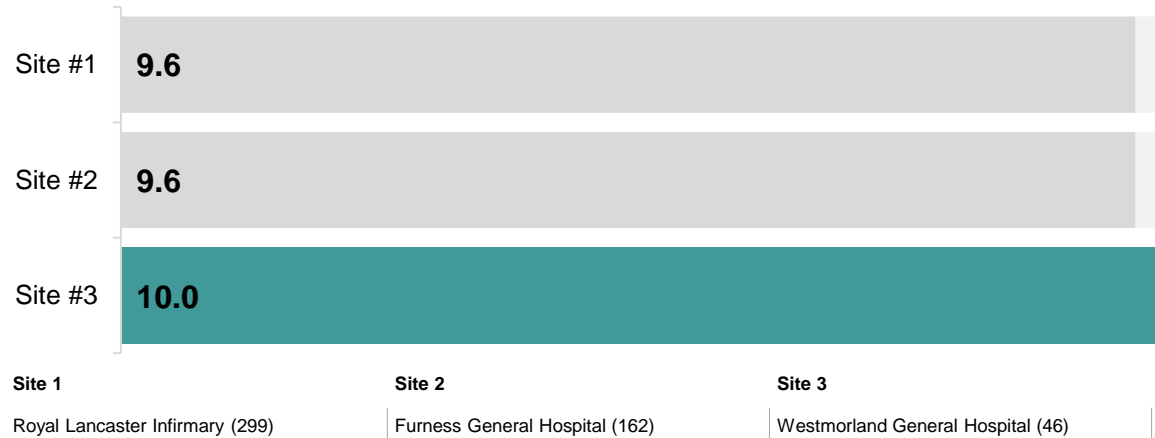 Site #1 9.6
Site #2 9.6
Site #3 10.0
Site 1 Site 2 Site 3
Royal Lancaster Infirmary (299) Furness General Hospital (162) Westmorland General Hospital (46)